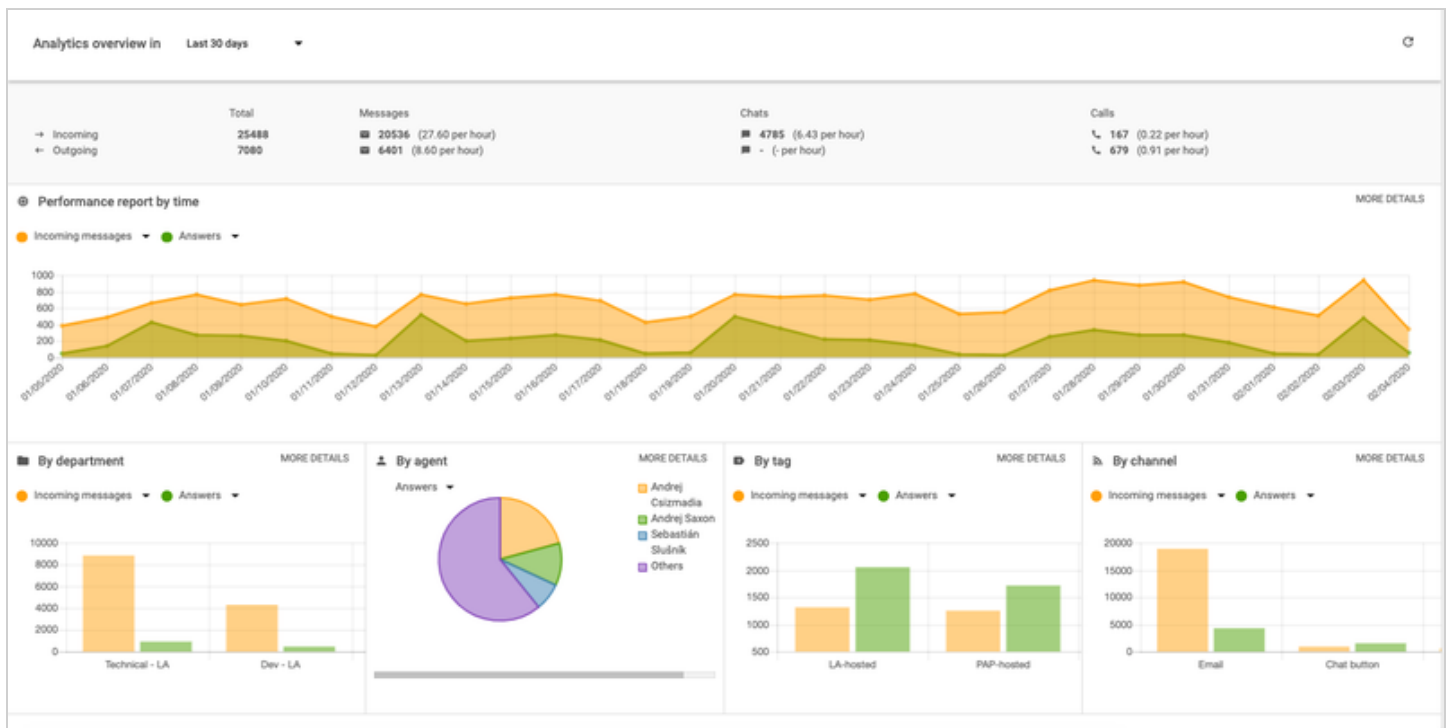 Analytics overview in Last 30 days
Total Messages Chats Calls
→ Incoming 25488 20536 (27.60 per hour) 4785 (6.43 per hour) 167 (0.22 per hour)
← Outgoing 7080 6401 (8.60 per hour) - (- per hour) 679 (0.91 per hour)
Performance report by time MORE DETAILS
Incoming messages Answers
1000
800
600
400
200
0
01/05/2020 01/06/2020 01/07/2020 01/08/2020 01/09/2020 01/10/2020 01/11/2020 01/12/2020 01/13/2020 01/14/2020 01/15/2020 01/16/2020 01/17/2020 01/18/2020 01/19/2020 01/20/2020 01/21/2020 01/22/2020 01/23/2020 01/24/2020 01/25/2020 01/26/2020 01/27/2020 01/28/2020 01/29/2020 01/30/2020 01/31/2020 02/01/2020 02/02/2020 02/03/2020 02/04/2020
By department MORE DETAILS
Incoming messages Answers
10000
8000
6000
4000
2000
0
Technical - LA Dev - LA
By agent MORE DETAILS
Answers
Andrej
Csizmadia
Andrej Saxon
Sebastián
Slušník
Others
By tag MORE DETAILS
Incoming messages Answers
2500
2000
1500
1000
500
LA-hosted PAP-hosted
By channel MORE DETAILS
Incoming messages Answers
20000
15000
10000
5000
0
Email Chat button